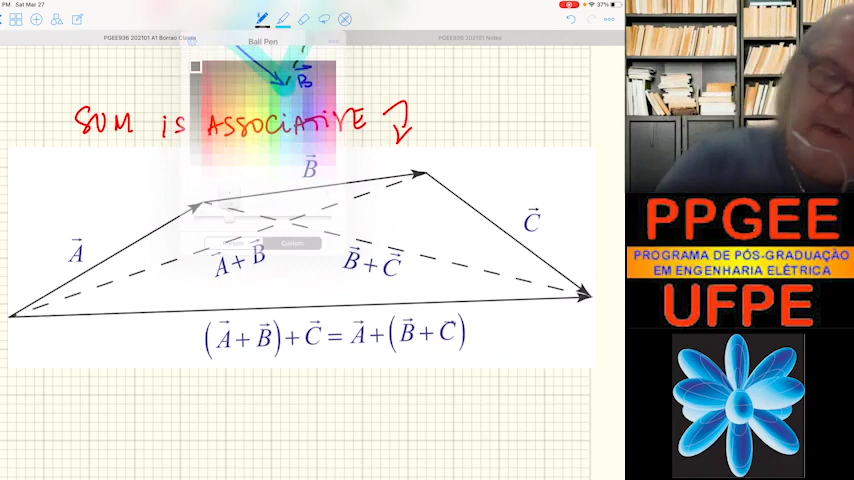 PM Sat Mar 27
37%
PGEE936 202101 A1 Borrao Classe
PGEE936 202101 Notes
Ball Pen
B
SUM IS ASSOCIATIVE
B⃗
A⃗
C⃗
A⃗+B⃗
B⃗+C⃗
(A⃗+B⃗)+C⃗=A⃗+(B⃗+C⃗)
Custom
PPGEE
PROGRAMA DE PÓS-GRADUAÇÃO
EM ENGENHARIA ELÉTRICA
UFPE